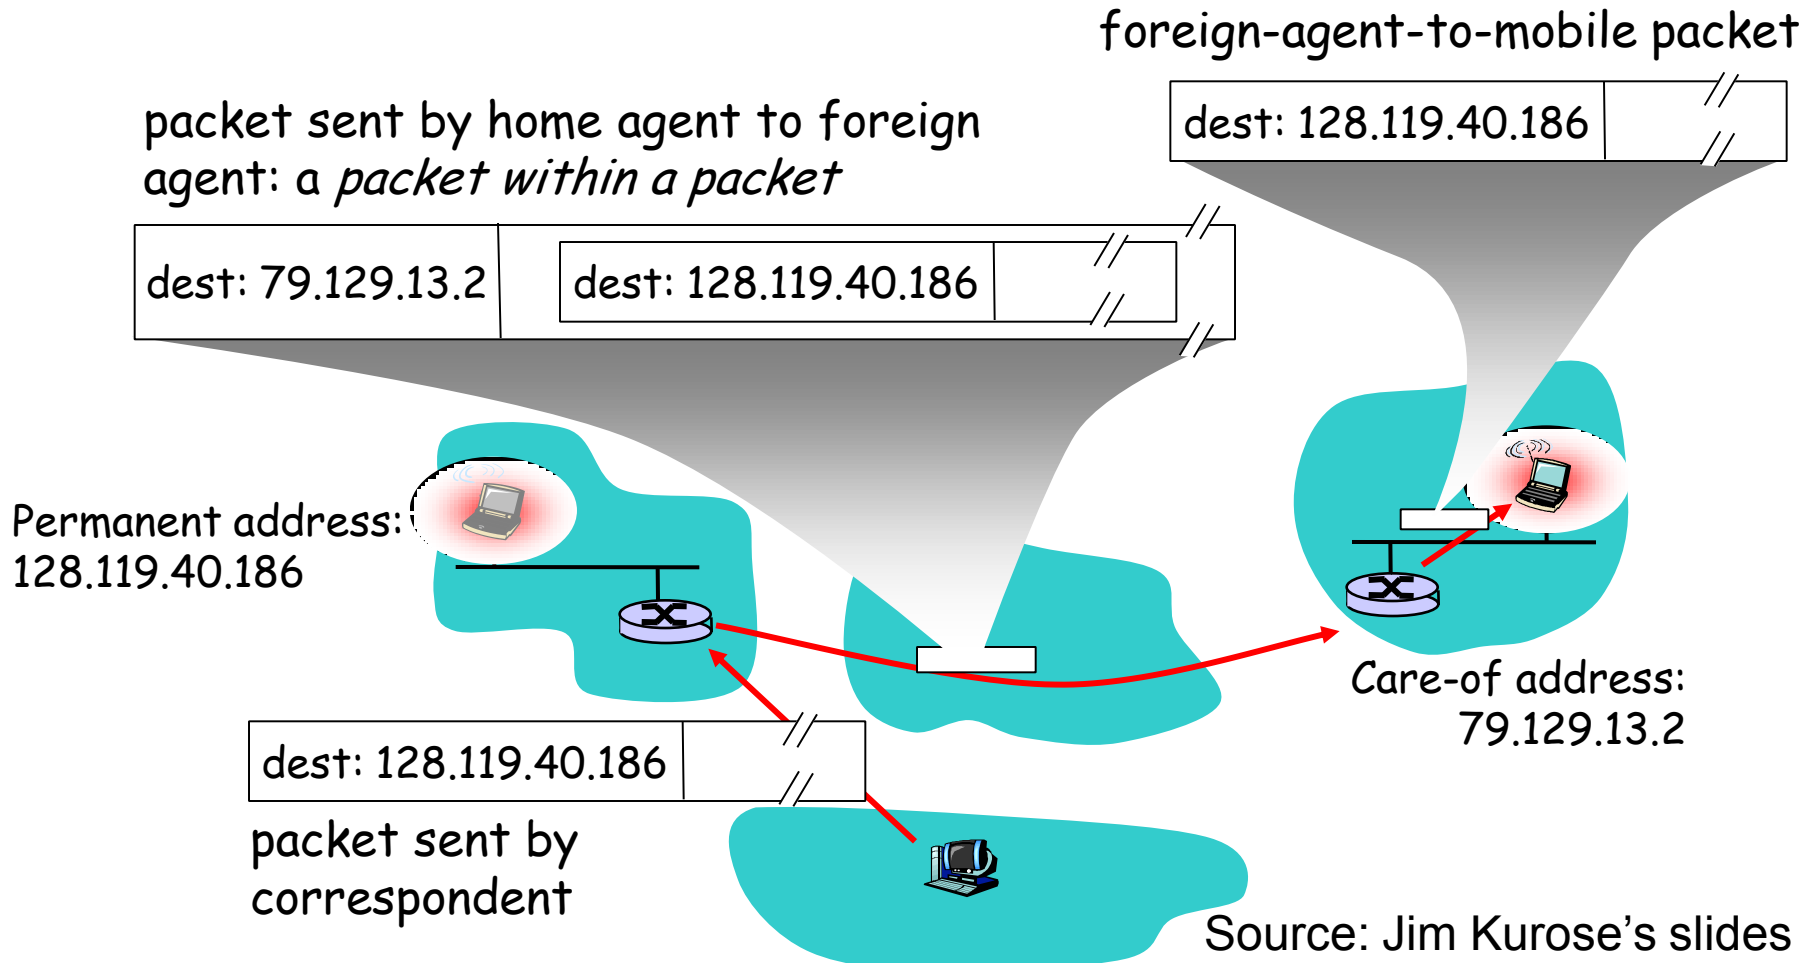 foreign-agent-to-mobile packet
dest: 128.119.40.186
packet sent by home agent to foreign
agent: a packet within a packet
dest: 79.129.13.2
dest: 128.119.40.186
Permanent address:
128.119.40.186
Care-of address:
79.129.13.2
dest: 128.119.40.186
packet sent by
correspondent
Source: Jim Kurose’s slides